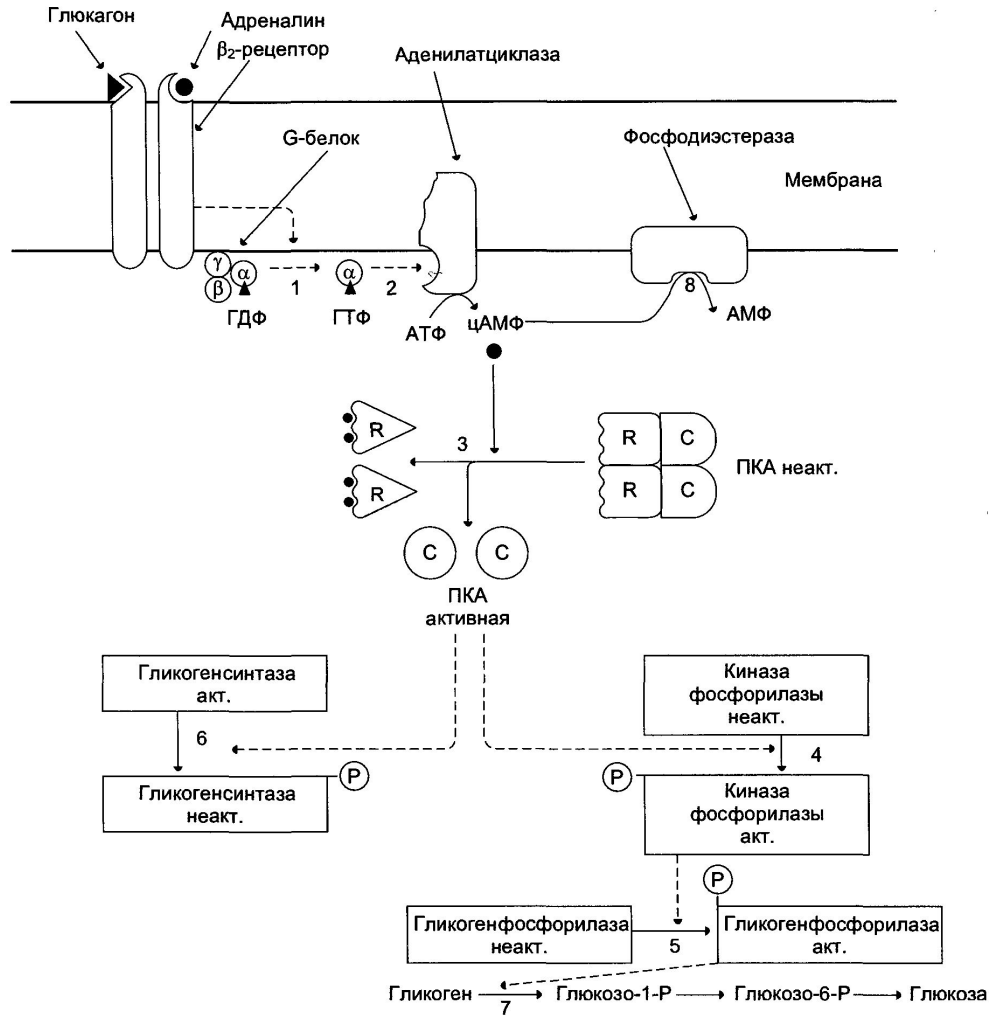 Глюкагон
Адреналин
β₂-рецептор
Аденилатциклаза
G-белок
Фосфодиэстераза
Мембрана
γ
β
α
α
1
2
8
ГДФ
ГТФ
АТФ
цАМФ
АМФ
R
R
3
R
C
R
C
ПКА неакт.
C
C
ПКА
активная
Гликогенсинтаза
акт.
6
Гликогенсинтаза
неакт.
P
Киназа
фосфорилазы
неакт.
4
P
Киназа
фосфорилазы
акт.
P
Гликогенфосфорилаза
неакт.
5
Гликогенфосфорилаза
акт.
Гликоген
7
Глюкозо-1-P
Глюкозо-6-P
Глюкоза